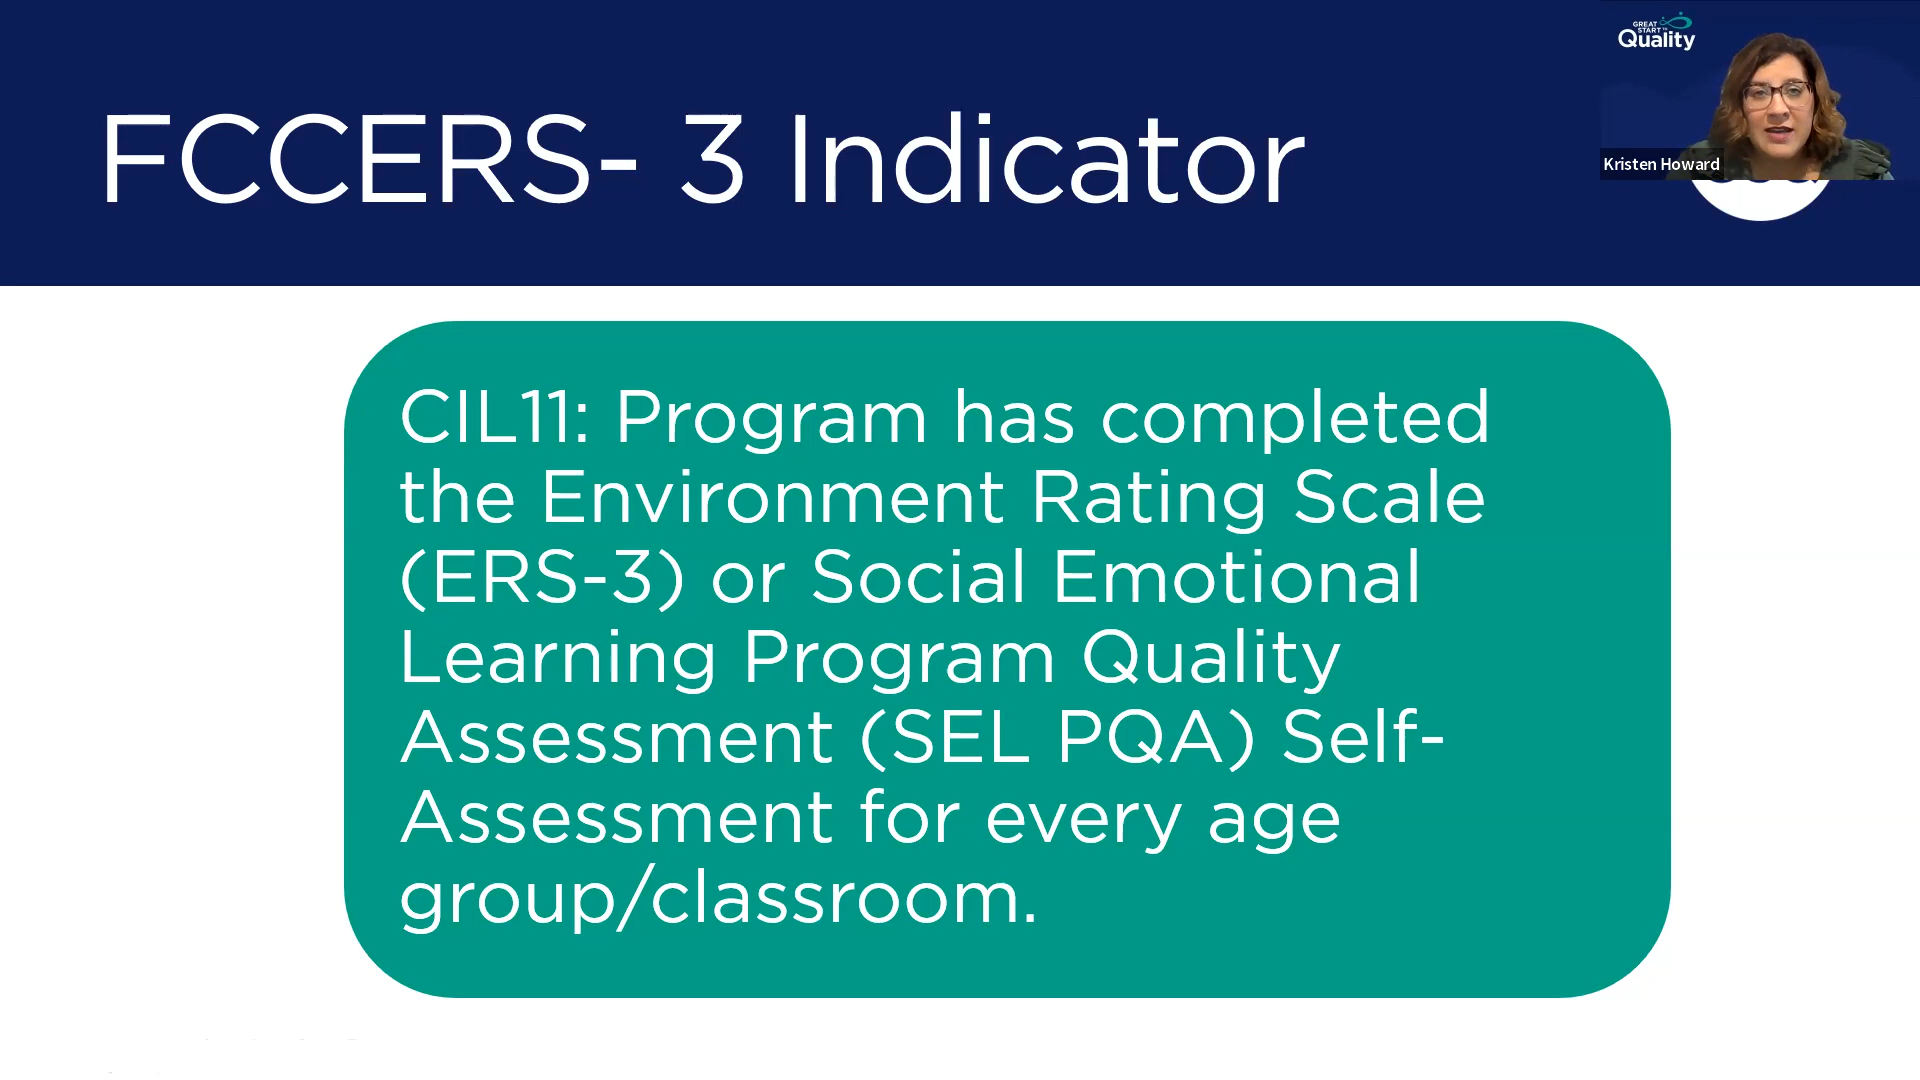 FCCERS- 3 Indicator
GREAT
START TO
Quality
Kristen Howard
CIL11: Program has completed
the Environment Rating Scale
(ERS-3) or Social Emotional
Learning Program Quality
Assessment (SEL PQA) Self-
Assessment for every age
group/classroom.